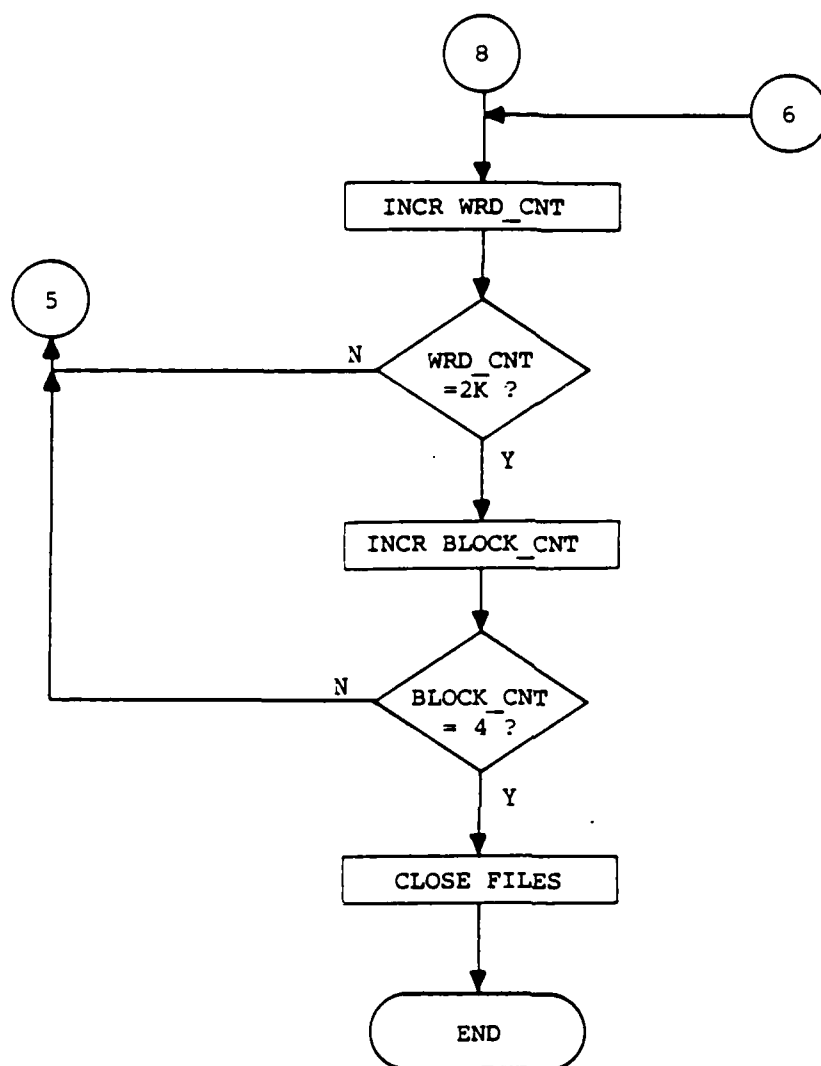 8
6
INCR WRD_CNT
5
N
WRD_CNT
=2K ?
Y
INCR BLOCK_CNT
N
BLOCK_CNT
= 4 ?
Y
CLOSE FILES
END